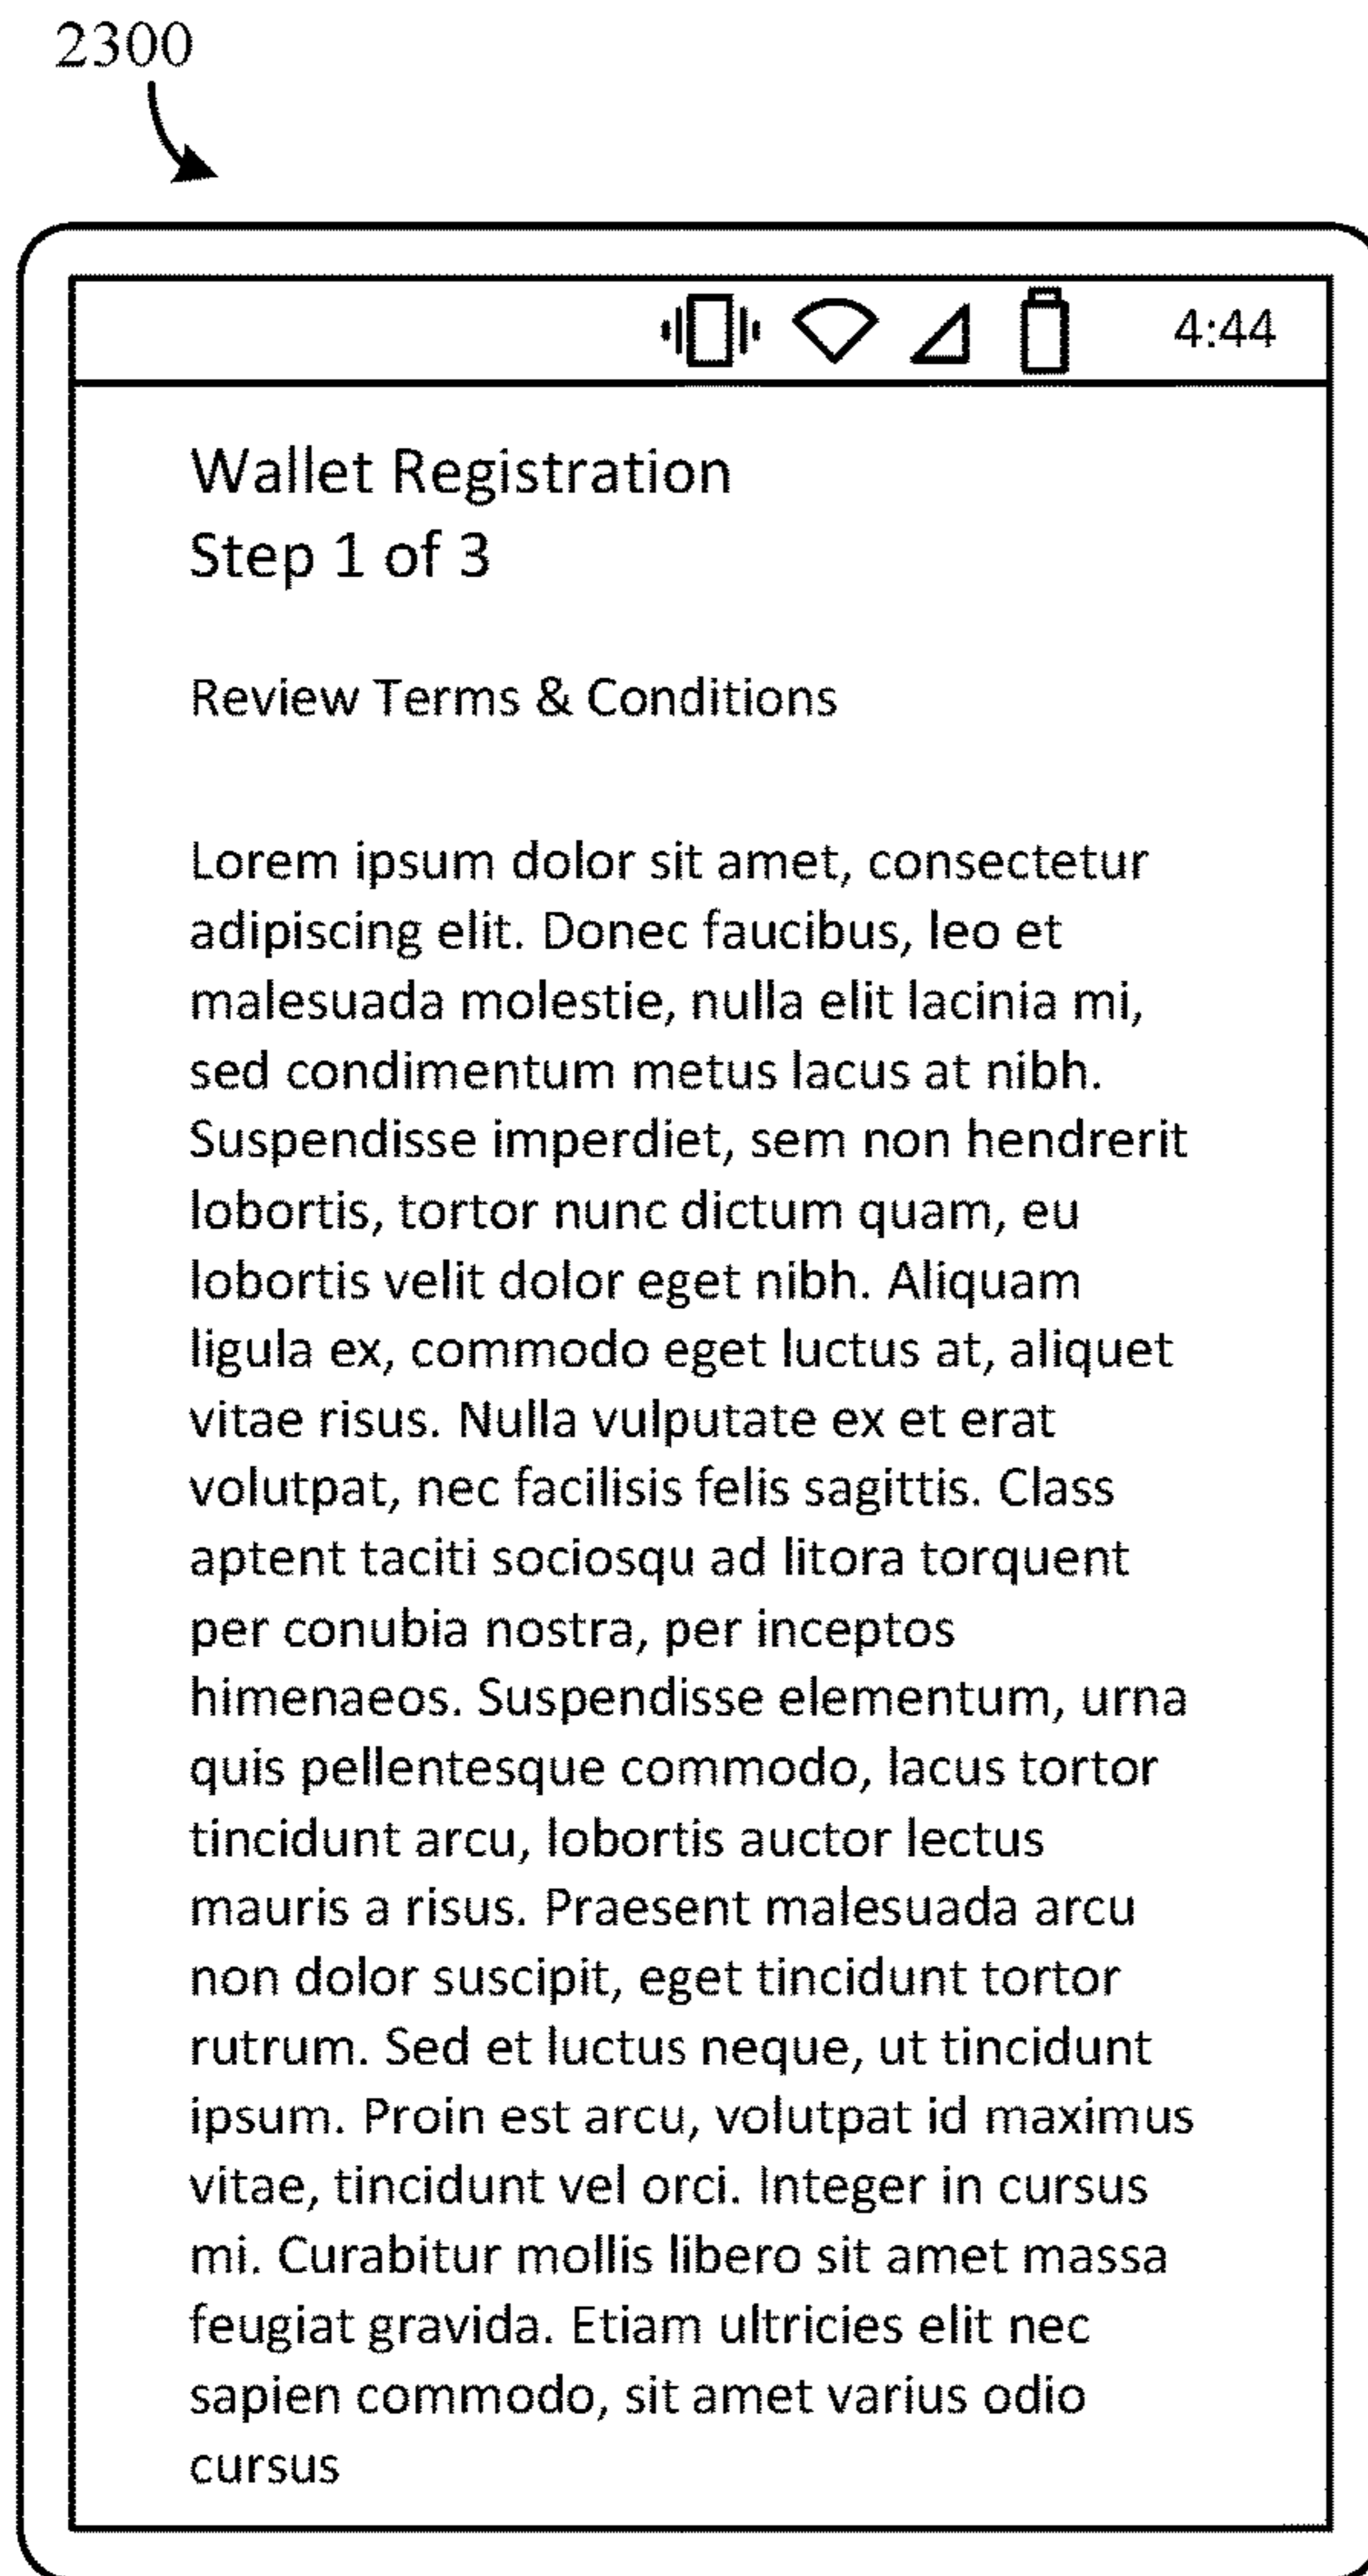 2300
4:44
Wallet Registration
Step 1 of 3
Review Terms & Conditions
Lorem ipsum dolor sit amet, consectetur
adipiscing elit. Donec faucibus, leo et
malesuada molestie, nulla elit lacinia mi,
sed condimentum metus lacus at nibh.
Suspendisse imperdiet, sem non hendrerit
lobortis, tortor nunc dictum quam, eu
lobortis velit dolor eget nibh. Aliquam
ligula ex, commodo eget luctus at, aliquet
vitae risus. Nulla vulputate ex et erat
volutpat, nec facilisis felis sagittis. Class
aptent taciti sociosqu ad litora torquent
per conubia nostra, per inceptos
himenaeos. Suspendisse elementum, urna
quis pellentesque commodo, lacus tortor
tincidunt arcu, lobortis auctor lectus
mauris a risus. Praesent malesuada arcu
non dolor suscipit, eget tincidunt tortor
rutrum. Sed et luctus neque, ut tincidunt
ipsum. Proin est arcu, volutpat id maximus
vitae, tincidunt vel orci. Integer in cursus
mi. Curabitur mollis libero sit amet massa
feugiat gravida. Etiam ultricies elit nec
sapien commodo, sit amet varius odio
cursus